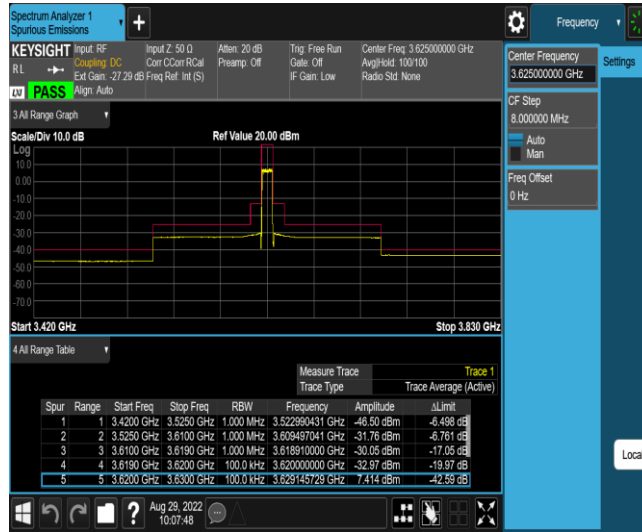 Spectrum Analyzer 1
Spurious Emissions
Frequency
KEYSIGHT Input: RF Input Z: 50 Ω Atten: 20 dB Trig: Free Run Center Freq: 3.625000000 GHz
RL Coupling: DC Corr CCorr RCal Preamp: Off Gate: Off Avg|Hold: 100/100
Ext Gain: -27.29 dB Freq Ref: Int (S) IF Gain: Low Radio Std: None
LXI PASS Align: Auto
Center Frequency
3.625000000 GHz
Settings
CF Step
8.000000 MHz
Auto
Man
Freq Offset
0 Hz
3 All Range Graph
Scale/Div 10.0 dB Ref Value 20.00 dBm
Log
10.0
0.00
-10.0
-20.0
-30.0
-40.0
-50.0
-60.0
-70.0
Start 3.420 GHz Stop 3.830 GHz
4 All Range Table
Measure Trace Trace 1
Trace Type Trace Average (Active)
Spur Range Start Freq Stop Freq RBW Frequency Amplitude ΔLimit
1 1 3.4200 GHz 3.5250 GHz 1.000 MHz 3.522990431 GHz -46.50 dBm -6.498 dB
2 2 3.5250 GHz 3.6100 GHz 1.000 MHz 3.609497041 GHz -31.76 dBm -6.761 dB
3 3 3.6100 GHz 3.6190 GHz 1.000 MHz 3.618910000 GHz -30.05 dBm -17.05 dB
4 4 3.6190 GHz 3.6200 GHz 100.0 kHz 3.620000000 GHz -32.97 dBm -19.97 dB
5 5 3.6200 GHz 3.6300 GHz 100.0 kHz 3.629145729 GHz 7.414 dBm -42.59 dB
Local
Aug 29, 2022
10:07:48